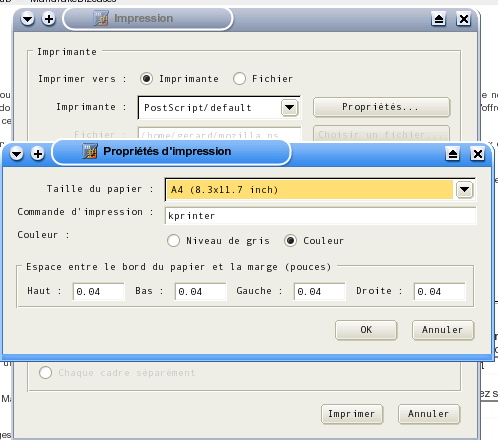 Impression
Imprimante
Imprimer vers : Imprimante Fichier
Imprimante : PostScript/default Propriétés...
Fichier : /home/gerard/mozilla.ps Choisir un fichier...
Propriétés d'impression
Taille du papier : A4 (8.3x11.7 inch)
Commande d'impression : kprinter
Couleur :
Niveau de gris Couleur
Espace entre le bord du papier et la marge (pouces)
Haut : 0.04 Bas : 0.04 Gauche : 0.04 Droite : 0.04
OK Annuler
Chaque cadre séparément
Imprimer Annuler